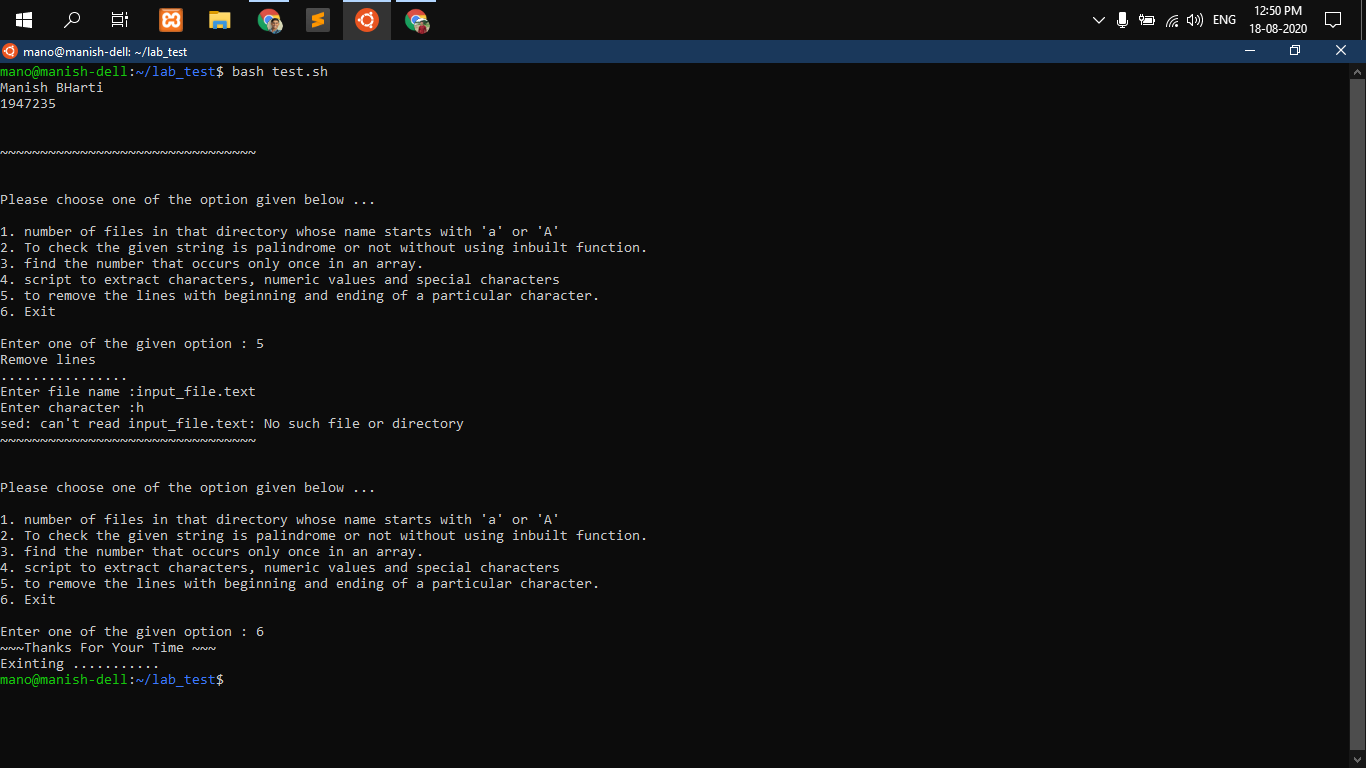 12:50 PM
ENG
18-08-2020
mano@manish-dell: ~/lab_test
mano@manish-dell:~/lab_test$ bash test.sh
Manish BHarti
1947235
~~~~~~~~~~~~~~~~~~~~~~~~~~~~~~~~
Please choose one of the option given below ...
1. number of files in that directory whose name starts with 'a' or 'A'
2. To check the given string is palindrome or not without using inbuilt function.
3. find the number that occurs only once in an array.
4. script to extract characters, numeric values and special characters
5. to remove the lines with beginning and ending of a particular character.
6. Exit
Enter one of the given option : 5
Remove lines
................
Enter file name :input_file.text
Enter character :h
sed: can't read input_file.text: No such file or directory
~~~~~~~~~~~~~~~~~~~~~~~~~~~~~~~~
Please choose one of the option given below ...
1. number of files in that directory whose name starts with 'a' or 'A'
2. To check the given string is palindrome or not without using inbuilt function.
3. find the number that occurs only once in an array.
4. script to extract characters, numeric values and special characters
5. to remove the lines with beginning and ending of a particular character.
6. Exit
Enter one of the given option : 6
~~~Thanks For Your Time ~~~
Exinting ...........
mano@manish-dell:~/lab_test$